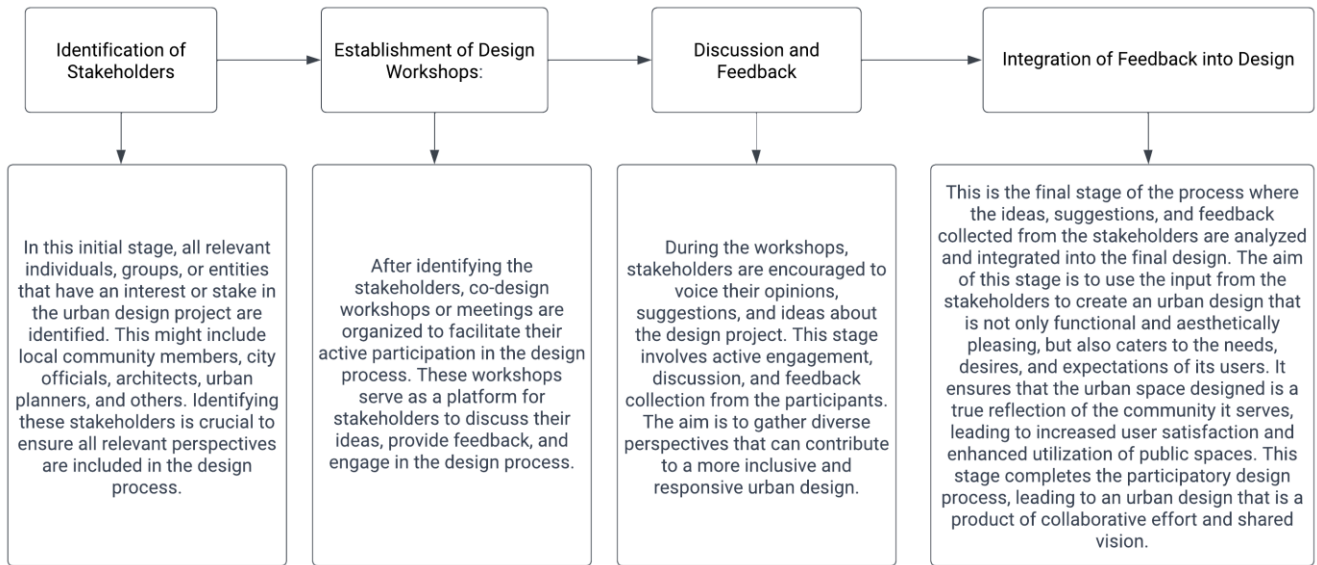 Identification of
Stakeholders
Establishment of Design
Workshops:
Discussion and
Feedback
Integration of Feedback into Design
In this initial stage, all relevant
individuals, groups, or entities
that have an interest or stake in
the urban design project are
identified. This might include
local community members, city
officials, architects, urban
planners, and others. Identifying
these stakeholders is crucial to
ensure all relevant perspectives
are included in the design
process.
After identifying the
stakeholders, co-design
workshops or meetings are
organized to facilitate their
active participation in the design
process. These workshops
serve as a platform for
stakeholders to discuss their
ideas, provide feedback, and
engage in the design process.
During the workshops,
stakeholders are encouraged to
voice their opinions,
suggestions, and ideas about
the design project. This stage
involves active engagement,
discussion, and feedback
collection from the participants.
The aim is to gather diverse
perspectives that can contribute
to a more inclusive and
responsive urban design.
This is the final stage of the process where
the ideas, suggestions, and feedback
collected from the stakeholders are analyzed
and integrated into the final design. The aim
of this stage is to use the input from the
stakeholders to create an urban design that
is not only functional and aesthetically
pleasing, but also caters to the needs,
desires, and expectations of its users. It
ensures that the urban space designed is a
true reflection of the community it serves,
leading to increased user satisfaction and
enhanced utilization of public spaces. This
stage completes the participatory design
process, leading to an urban design that is a
product of collaborative effort and shared
vision.